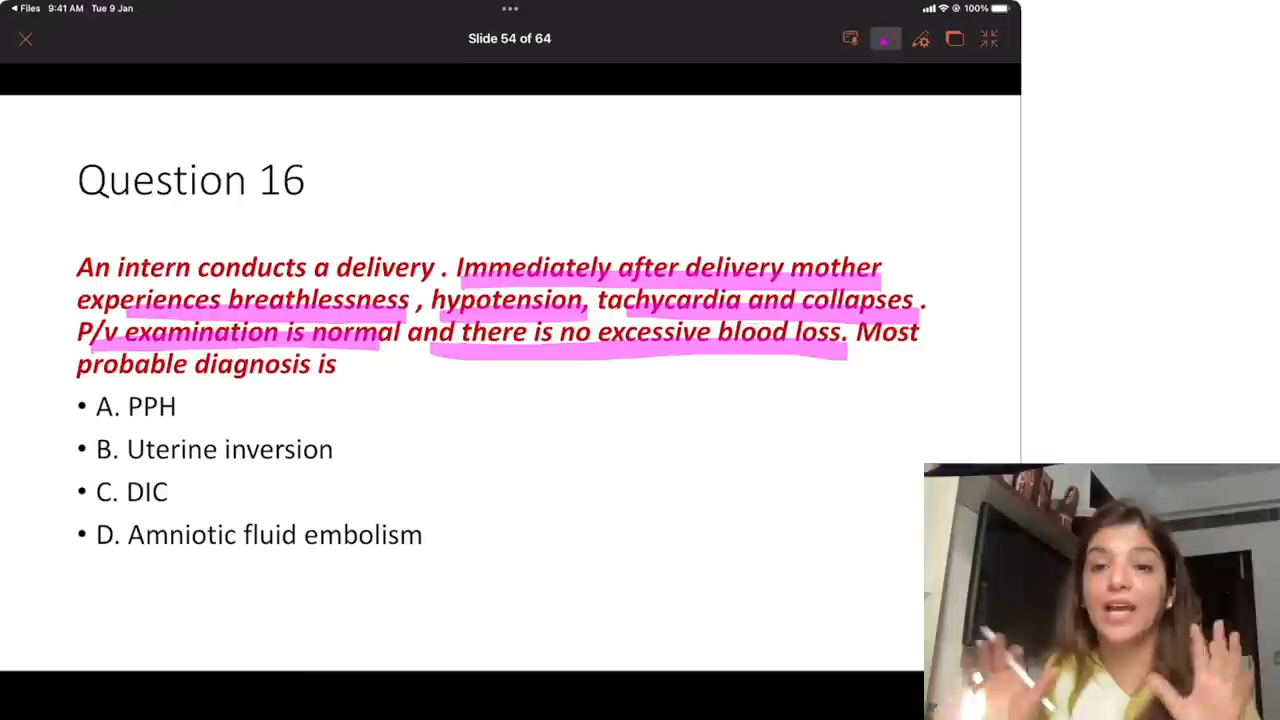 Files 9:41 AM Tue 9 Jan 100%
Slide 54 of 64
Question 16
An intern conducts a delivery . Immediately after delivery mother
experiences breathlessness , hypotension, tachycardia and collapses .
P/v examination is normal and there is no excessive blood loss. Most
probable diagnosis is
• A. PPH
• B. Uterine inversion
• C. DIC
• D. Amniotic fluid embolism